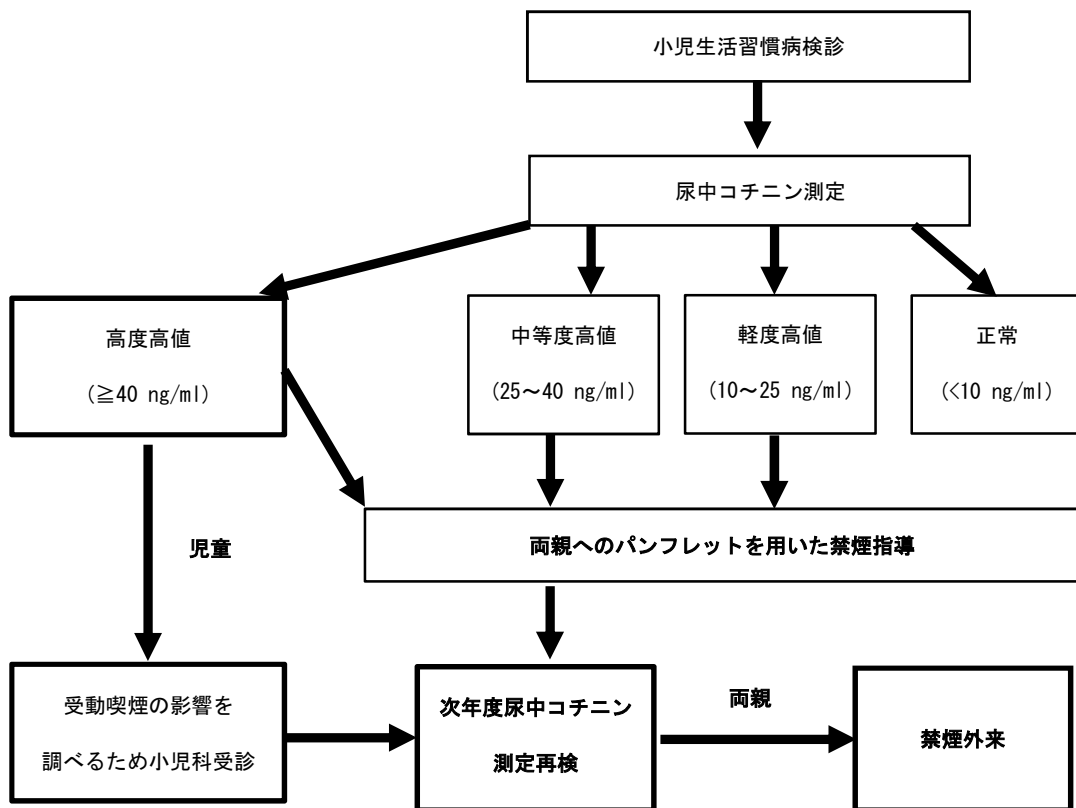 小児生活習慣病検診
尿中コチニン測定
高度高値
(≧40 ng/ml)
中等度高値
(25～40 ng/ml)
軽度高値
(10～25 ng/ml)
正常
(<10 ng/ml)
児童
両親へのパンフレットを用いた禁煙指導
受動喫煙の影響を
調べるため小児科受診
次年度尿中コチニン
測定再検
両親
禁煙外来